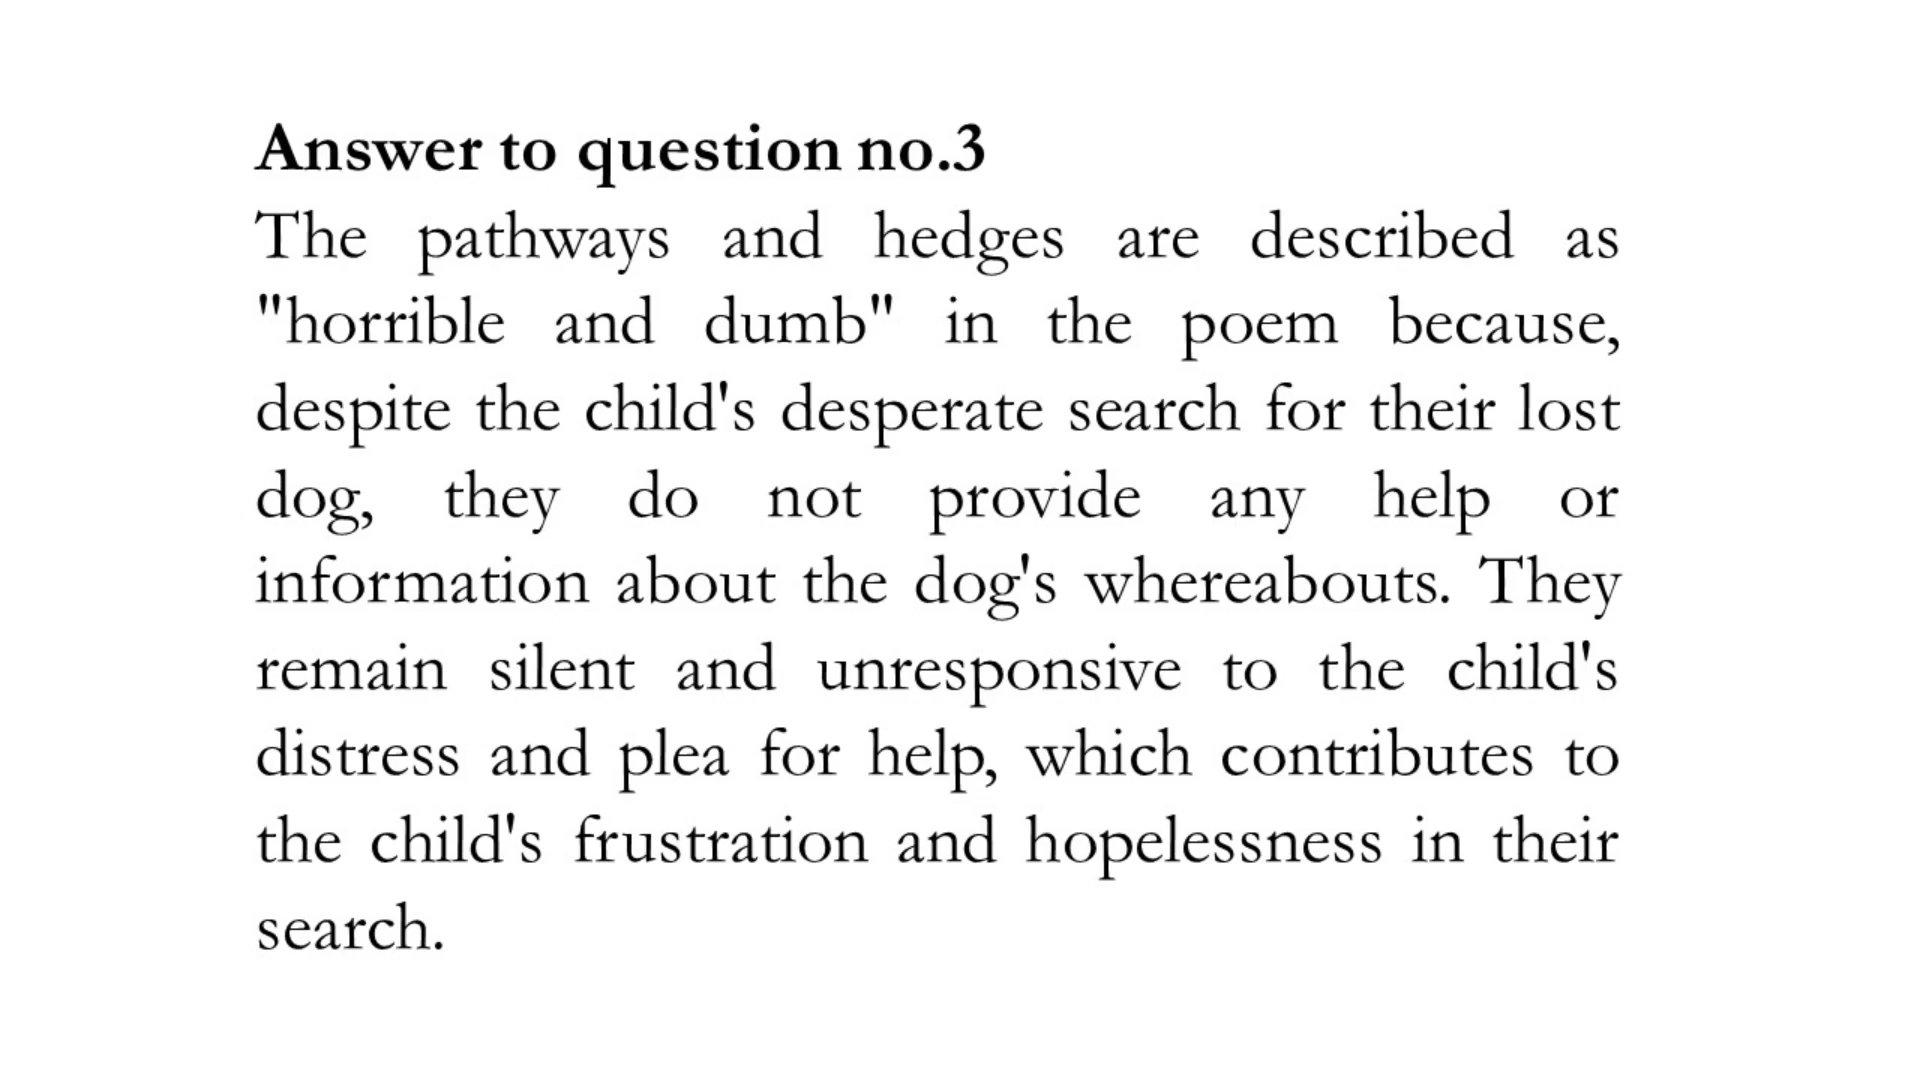 Answer to question no.3
The pathways and hedges are described as
"horrible and dumb" in the poem because,
despite the child's desperate search for their lost
dog, they do not provide any help or
information about the dog's whereabouts. They
remain silent and unresponsive to the child's
distress and plea for help, which contributes to
the child's frustration and hopelessness in their
search.